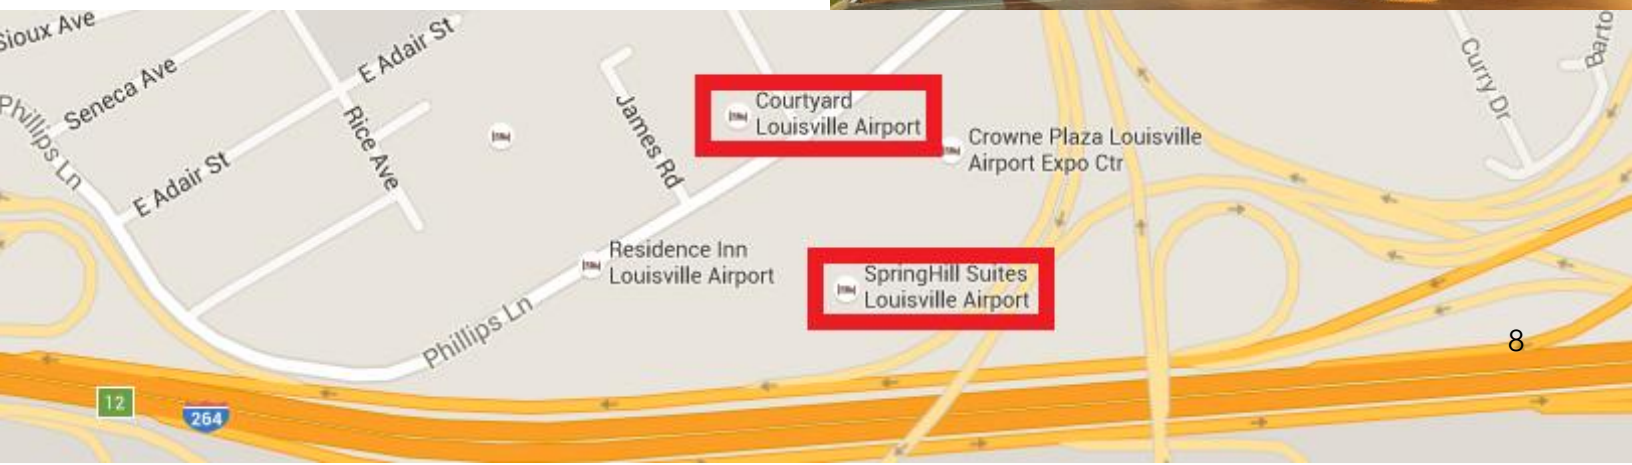 Sioux Ave
Seneca Ave
E Adair St
Phillips Ln
E Adair St
Rice Ave
James Rd
Courtyard
Louisville Airport
Crowne Plaza Louisville
Airport Expo Ctr
Curry Dr
Residence Inn
Louisville Airport
SpringHill Suites
Louisville Airport
Phillips Ln
8
12
264